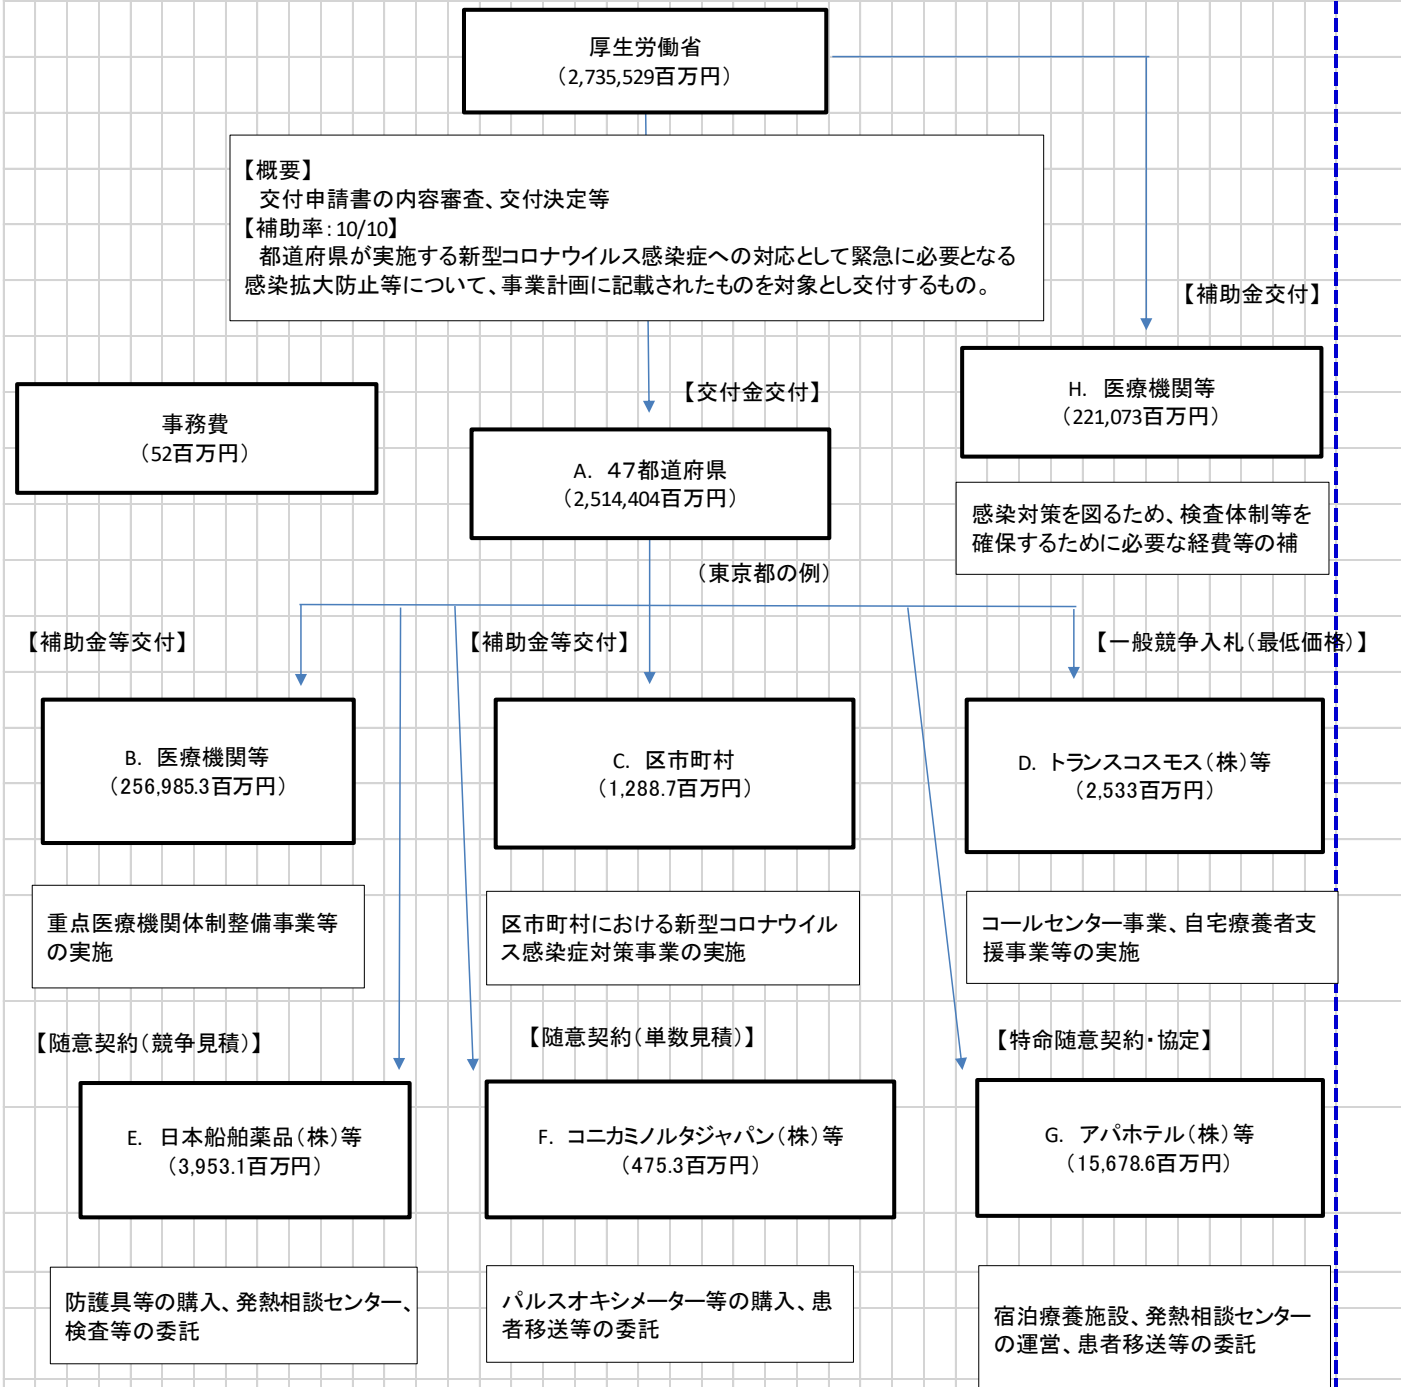 厚生労働省
（2,735,529百万円）
【概要】
交付申請書の内容審査、交付決定等
【補助率：10/10】
都道府県が実施する新型コロナウイルス感染症への対応として緊急に必要となる
感染拡大防止等について、事業計画に記載されたものを対象とし交付するもの。
【補助金交付】
H. 医療機関等
（221,073百万円）
【交付金交付】
事務費
（52百万円）
A. 47都道府県
（2,514,404百万円）
感染対策を図るため、検査体制等を
確保するために必要な経費等の補
（東京都の例）
【補助金等交付】
【補助金等交付】
【一般競争入札（最低価格）】
B. 医療機関等
（256,985.3百万円）
C. 区市町村
（1,288.7百万円）
D. トランスコスモス（株）等
（2,533百万円）
重点医療機関体制整備事業等
の実施
区市町村における新型コロナウイル
ス感染症対策事業の実施
コールセンター事業、自宅療養者支
援事業等の実施
【随意契約（競争見積）】
【随意契約（単数見積）】
【特命随意契約・協定】
E. 日本船舶薬品（株）等
（3,953.1百万円）
F. コニカミノルタジャパン（株）等
（475.3百万円）
G. アパホテル（株）等
（15,678.6百万円）
防護具等の購入、発熱相談センター、
検査等の委託
パルスオキシメーター等の購入、患
者移送等の委託
宿泊療養施設、発熱相談センター
の運営、患者移送等の委託